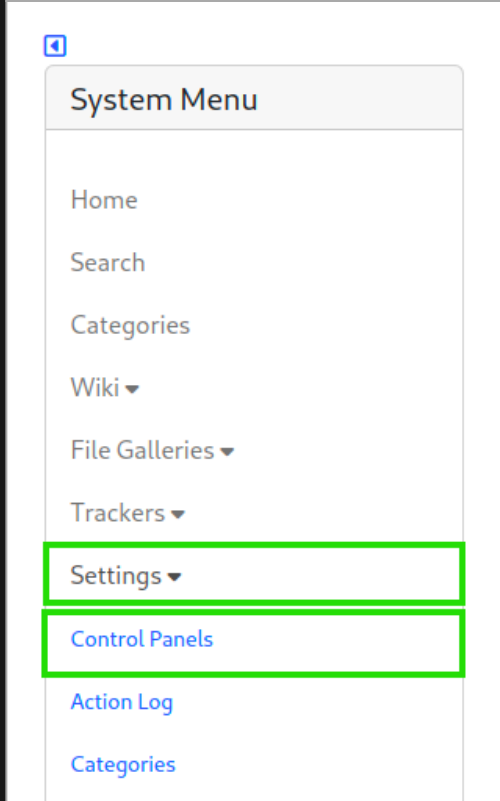 System Menu
Home
Search
Categories
Wiki
File Galleries
Trackers
Settings
Control Panels
Action Log
Categories